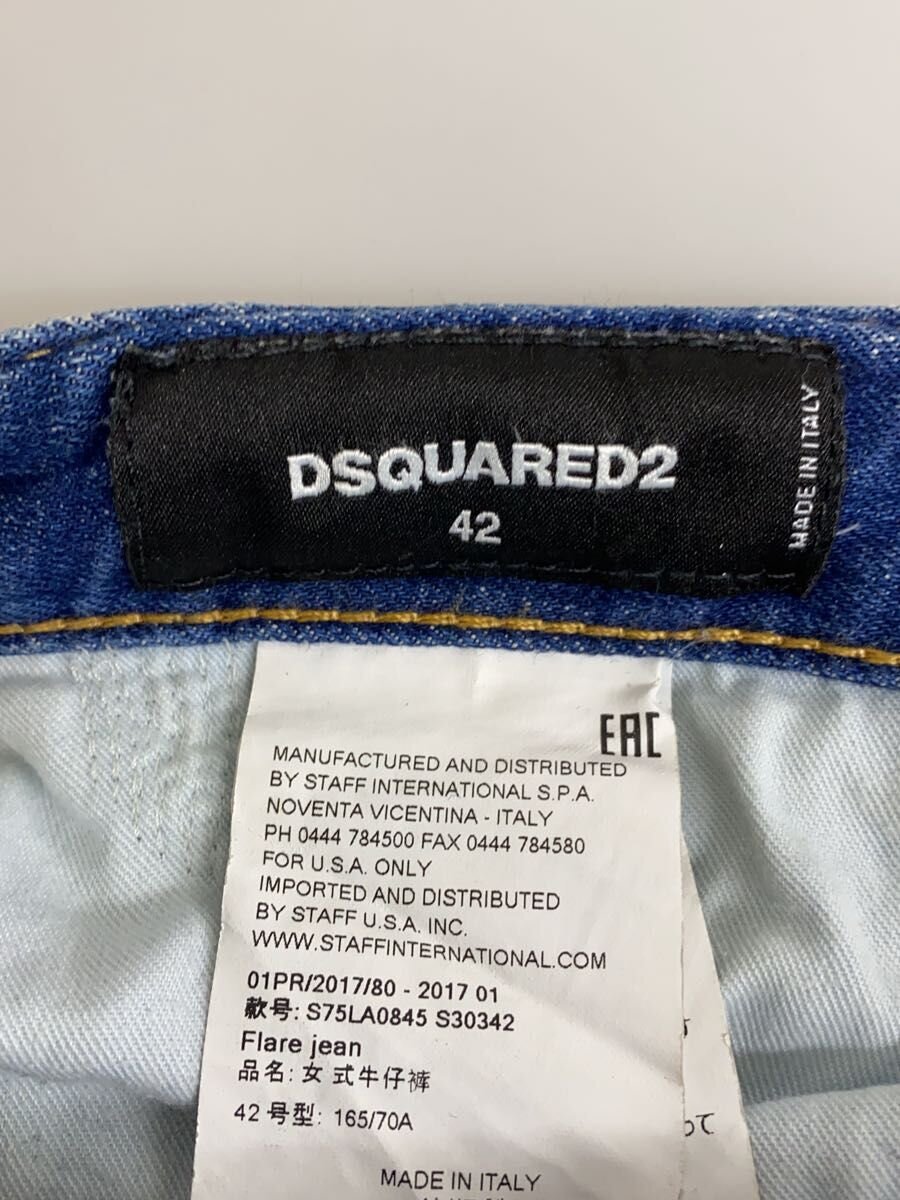 DSQUARED2
42
MADE IN ITALY
EAC
MANUFACTURED AND DISTRIBUTED
BY STAFF INTERNATIONAL S.P.A.
NOVENTA VICENTINA - ITALY
PH 0444 784500 FAX 0444 784580
FOR U.S.A. ONLY
IMPORTED AND DISTRIBUTED
BY STAFF U.S.A. INC.
WWW.STAFFINTERNATIONAL.COM
01PR/2017/80 - 2017 01
款号: S75LA0845 S30342
Flare jean
品名: 女 式牛仔裤
42 号型: 165/70A
って
MADE IN ITALY